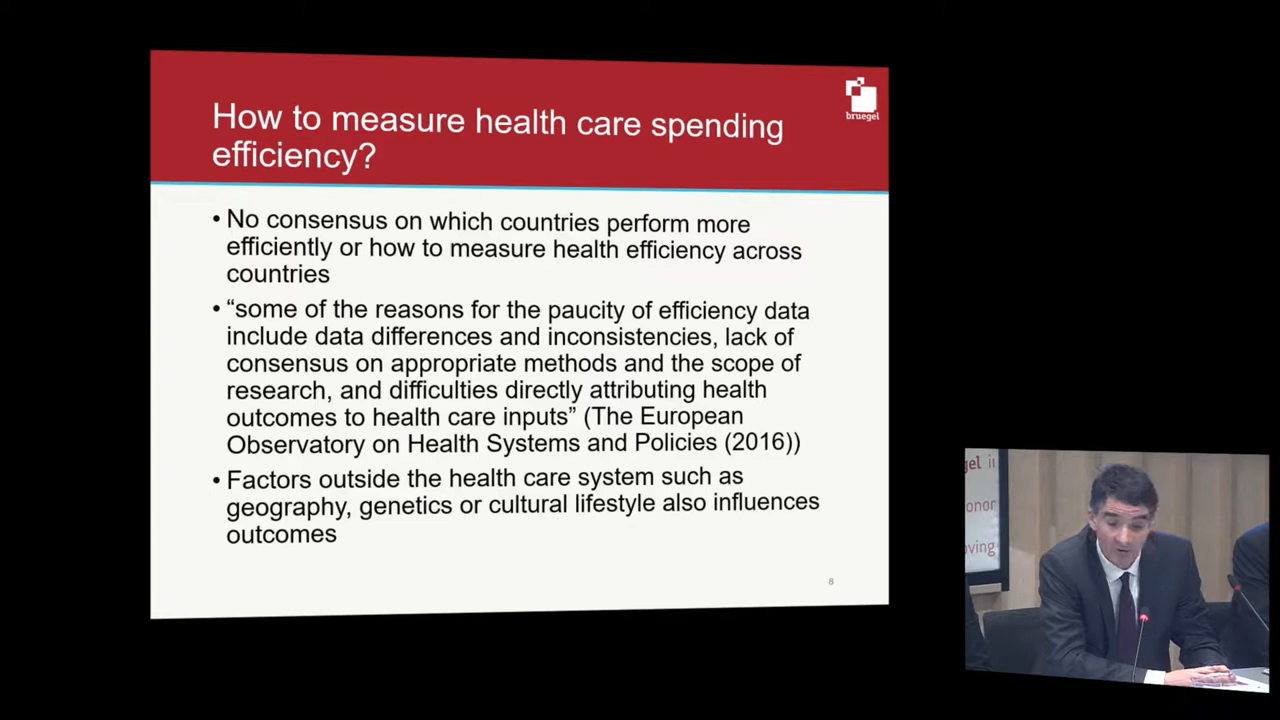 How to measure health care spending
efficiency?
bruegel
• No consensus on which countries perform more
efficiently or how to measure health efficiency across
countries
• “some of the reasons for the paucity of efficiency data
include data differences and inconsistencies, lack of
consensus on appropriate methods and the scope of
research, and difficulties directly attributing health
outcomes to health care inputs” (The European
Observatory on Health Systems and Policies (2016))
• Factors outside the health care system such as
geography, genetics or cultural lifestyle also influences
outcomes
8
gel i
onor
oving